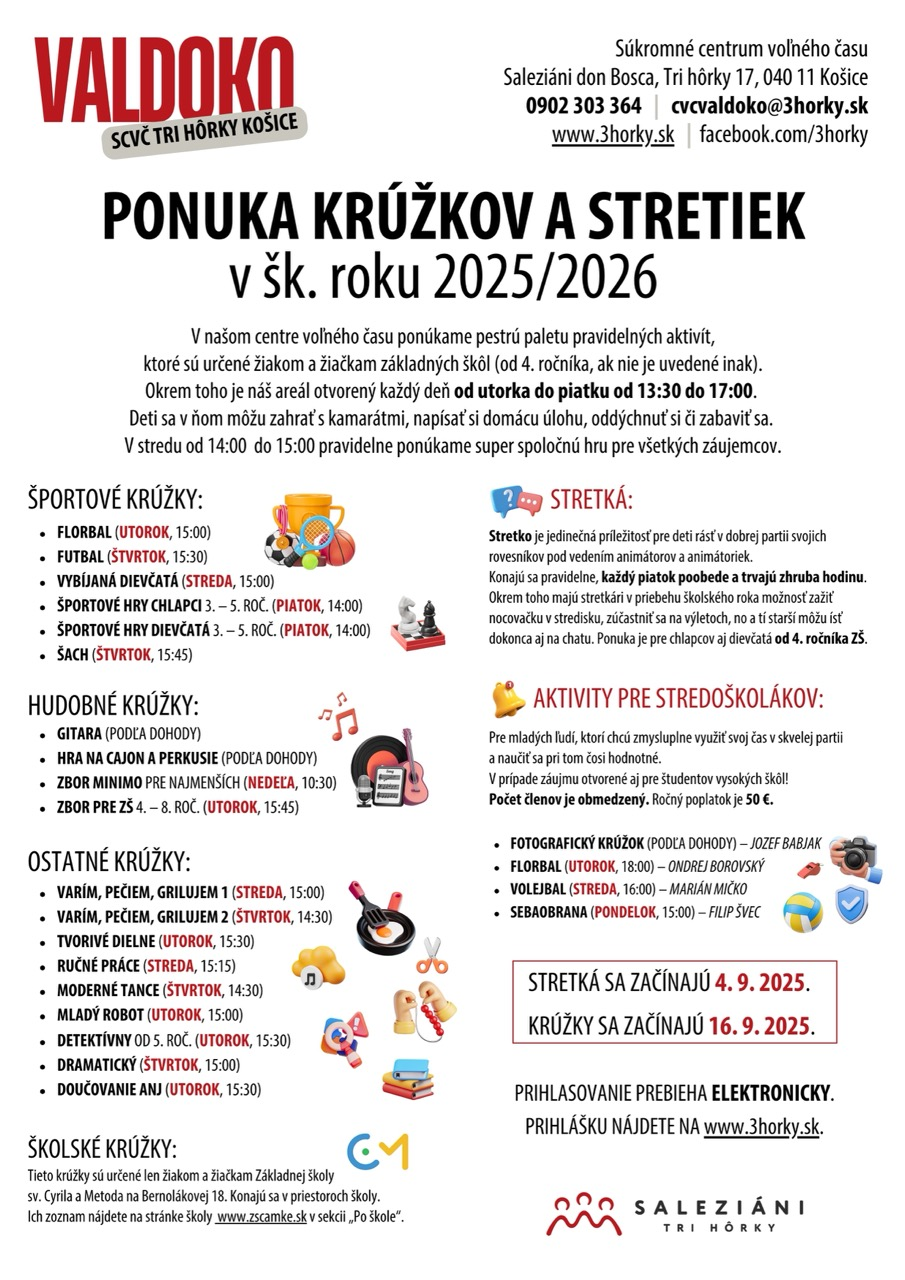 VALDOKO
SCVČ TRI HÔRKY KOŠICE
Súkromné centrum voľného času
Saleziáni don Bosca, Tri hôrky 17, 040 11 Košice
0902 303 364 | cvcvaldoko@3horky.sk
www.3horky.sk | facebook.com/3horky
PONUKA KRÚŽKOV A STRETIEK
v šk. roku 2025/2026
V našom centre voľného času ponúkame pestrú paletu pravidelných aktivít,
ktoré sú určené žiakom a žiačkam základných škôl (od 4. ročníka, ak nie je uvedené inak).
Okrem toho je náš areál otvorený každý deň od utorka do piatku od 13:30 do 17:00.
Deti sa v ňom môžu zahrať s kamarátmi, napísať si domácu úlohu, oddýchnuť si či zabaviť sa.
V stredu od 14:00 do 15:00 pravidelne ponúkame super spoločnú hru pre všetkých záujemcov.
ŠPORTOVÉ KRÚŽKY:
• FLORBAL (UTOROK, 15:00)
• FUTBAL (ŠTVRTOK, 15:30)
• VYBÍJANÁ DIEVČATÁ (STREDA, 15:00)
• ŠPORTOVÉ HRY CHLAPCI 3. – 5. ROČ. (PIATOK, 14:00)
• ŠPORTOVÉ HRY DIEVČATÁ 3. – 5. ROČ. (PIATOK, 14:00)
• ŠACH (ŠTVRTOK, 15:45)
HUDOBNÉ KRÚŽKY:
• GITARA (PODĽA DOHODY)
• HRA NA CAJON A PERKUSIE (PODĽA DOHODY)
• ZBOR MINIMO PRE NAJMENŠÍCH (NEDEĽA, 10:30)
• ZBOR PRE ZŠ 4. – 8. ROČ. (UTOROK, 15:45)
OSTATNÉ KRÚŽKY:
• VARÍM, PEČIEM, GRILUJEM 1 (STREDA, 15:00)
• VARÍM, PEČIEM, GRILUJEM 2 (ŠTVRTOK, 14:30)
• TVORIVÉ DIELNE (UTOROK, 15:30)
• RUČNÉ PRÁCE (STREDA, 15:15)
• MODERNÉ TANCE (ŠTVRTOK, 14:30)
• MLADÝ ROBOT (UTOROK, 15:00)
• DETEKTÍVNY OD 5. ROČ. (UTOROK, 15:30)
• DRAMATICKÝ (ŠTVRTOK, 15:00)
• DOUČOVANIE ANJ (UTOROK, 15:30)
ŠKOLSKÉ KRÚŽKY:
Tieto krúžky sú určené len žiakom a žiačkam Základnej školy
sv. Cyrila a Metoda na Bernolákovej 18. Konajú sa v priestoroch školy.
Ich zoznam nájdete na stránke školy www.zscamke.sk v sekcii „Po škole“.
STRETKÁ:
Stretko je jedinečná príležitosť pre deti rásť v dobrej partii svojich
rovesníkov pod vedením animátorov a animátoriek.
Konajú sa pravidelne, každý piatok poobede a trvajú zhruba hodinu.
Okrem toho majú stretkári v priebehu školského roka možnosť zažiť
nocovačku v stredisku, zúčastniť sa na výletoch, no a tí starší môžu ísť
dokonca aj na chatu. Ponuka je pre chlapcov aj dievčatá od 4. ročníka ZŠ.
AKTIVITY PRE STREDOŠKOLÁKOV:
Pre mladých ľudí, ktorí chcú zmysluplne využiť svoj čas v skvelej partii
a naučiť sa pri tom čosi hodnotné.
V prípade záujmu otvorené aj pre študentov vysokých škôl!
Počet členov je obmedzený. Ročný poplatok je 50 €.
• FOTOGRAFICKÝ KRÚŽOK (PODĽA DOHODY) – JOZEF BABJAK
• FLORBAL (UTOROK, 18:00) – ONDREJ BOROVSKÝ
• VOLEJBAL (STREDA, 16:00) – MARIÁN MIČKO
• SEBAOBRANA (PONDELOK, 15:00) – FILIP ŠVEC
STRETKÁ SA ZAČÍNAJÚ 4. 9. 2025.
KRÚŽKY SA ZAČÍNAJÚ 16. 9. 2025.
PRIHLASOVANIE PREBIEHA ELEKTRONICKY.
PRIHLÁŠKU NÁJDETE NA www.3horky.sk.
SALEZIÁNI
TRI HÔRKY